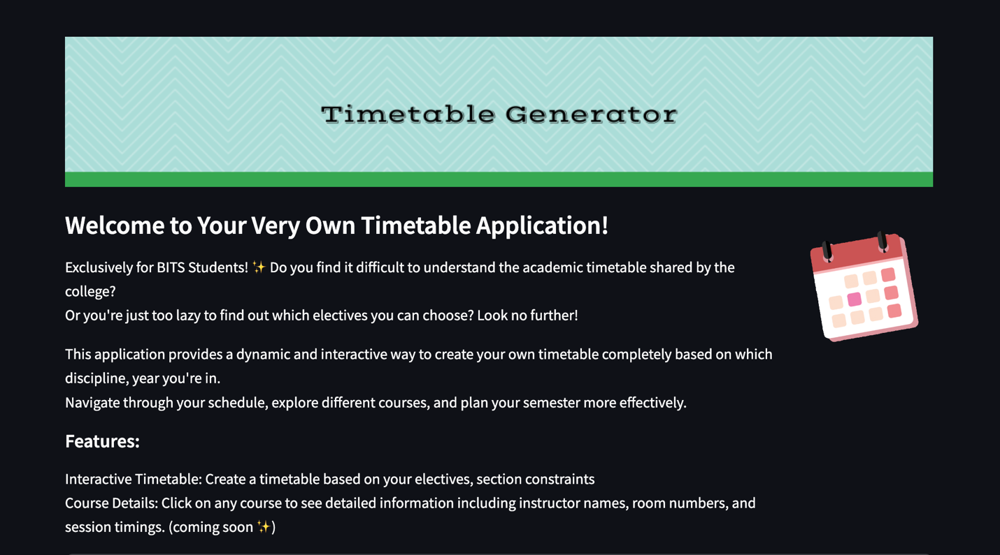 Timetable Generator
Welcome to Your Very Own Timetable Application!
Exclusively for BITS Students! ✨ Do you find it difficult to understand the academic timetable shared by the
college?
Or you're just too lazy to find out which electives you can choose? Look no further!
This application provides a dynamic and interactive way to create your own timetable completely based on which
discipline, year you're in.
Navigate through your schedule, explore different courses, and plan your semester more effectively.
Features:
Interactive Timetable: Create a timetable based on your electives, section constraints
Course Details: Click on any course to see detailed information including instructor names, room numbers, and
session timings. (coming soon ✨)